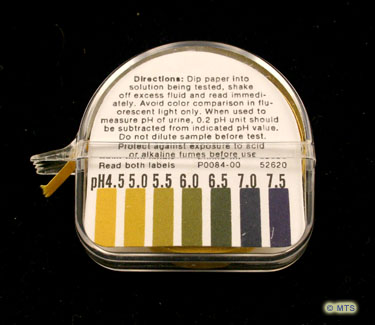 Directions: Dip paper into
solution being tested, shake
off excess fluid and read immedi-
ately. Avoid color comparison in flu-
orescent light only. When used to
measure pH of urine, 0.2 pH unit should
be subtracted from indicated pH value.
Do not dilute sample before test.
Protect against exposure to acid
or alkaline fumes before use
Read both labels P0084-00 52620
pH4.5 5.0 5.5 6.0 6.5 7.0 7.5
© MTS